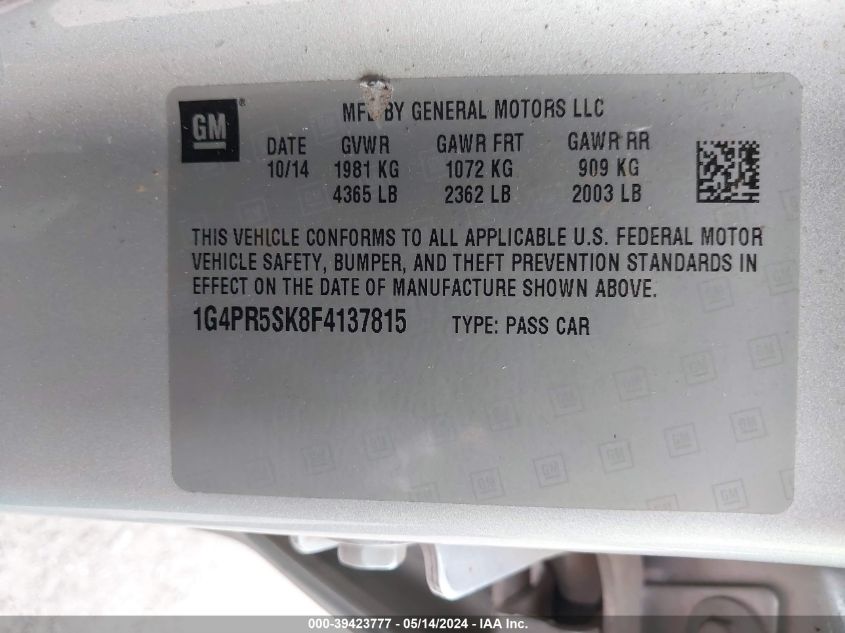 GM®
MFD BY GENERAL MOTORS LLC
DATE GVWR GAWR FRT GAWR RR
10/14 1981 KG 1072 KG 909 KG
4365 LB 2362 LB 2003 LB
THIS VEHICLE CONFORMS TO ALL APPLICABLE U.S. FEDERAL MOTOR
VEHICLE SAFETY, BUMPER, AND THEFT PREVENTION STANDARDS IN
EFFECT ON THE DATE OF MANUFACTURE SHOWN ABOVE.
1G4PR5SK8F4137815 TYPE: PASS CAR
000-39423777 - 05/14/2024 - IAA Inc.